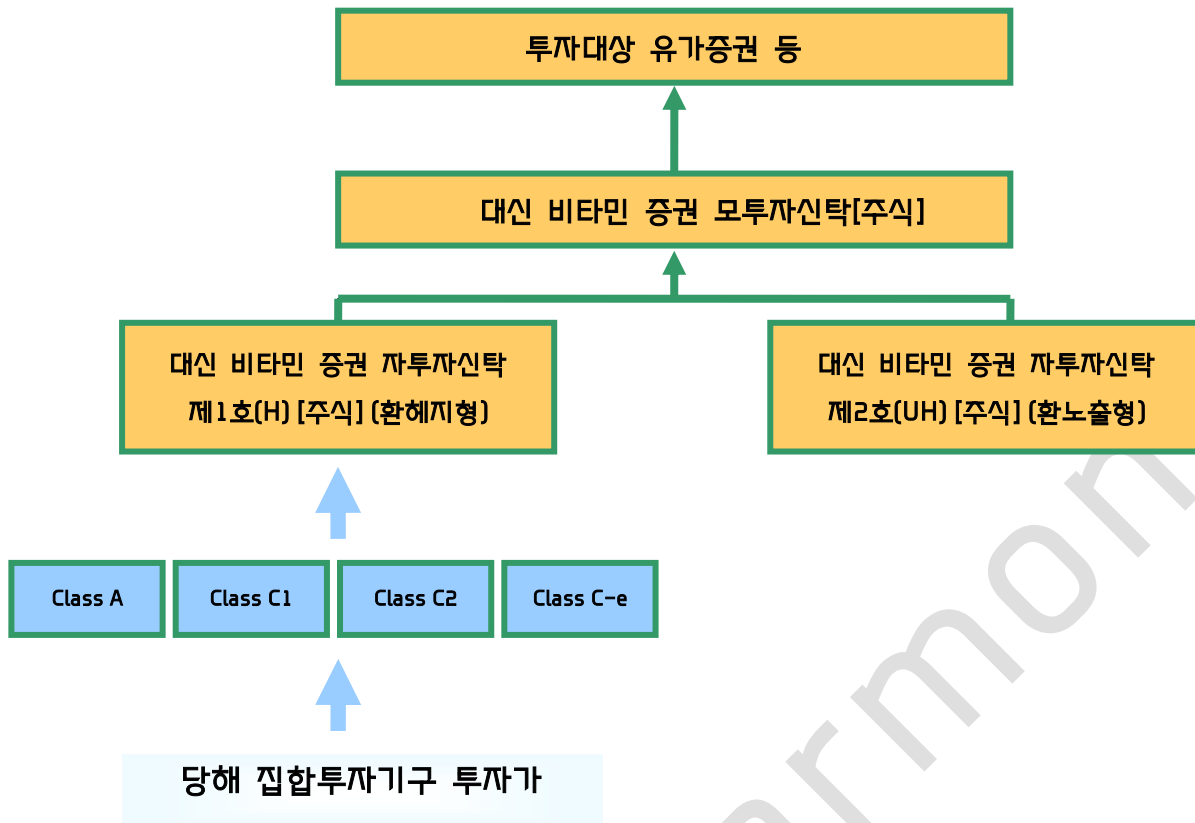 투자대상 유가증권 등
대신 비타민 증권 모투자신탁[주식]
대신 비타민 증권 자투자신탁
제1호(H) [주식] (환헤지형)
대신 비타민 증권 자투자신탁
제2호(UH) [주식] (환노출형)
Class A
Class C1
Class C2
Class C-e
당해 집합투자기구 투자가